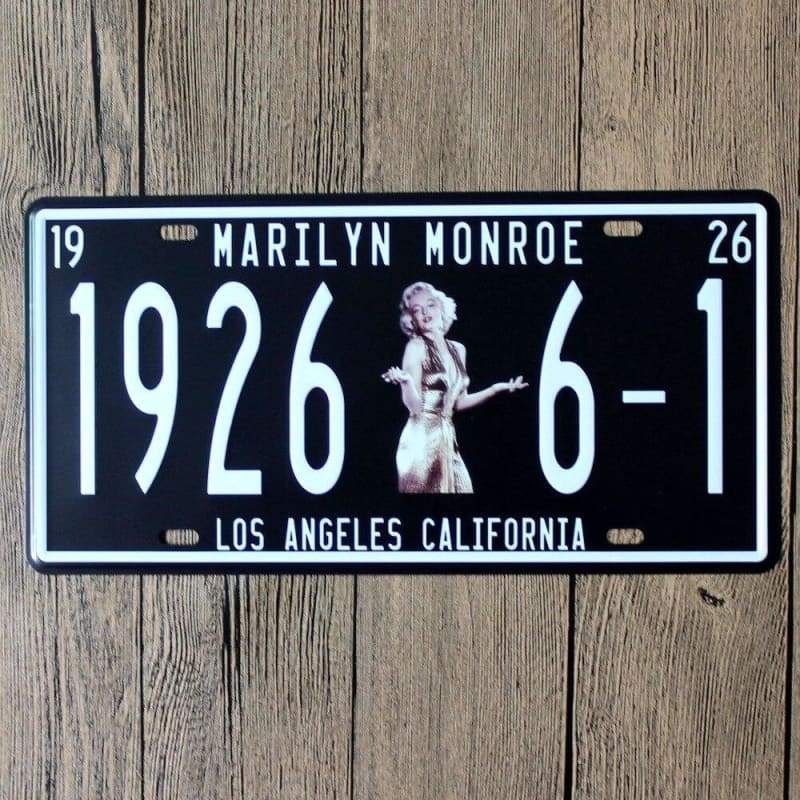 19 MARILYN MONROE 26
1926 6-1
LOS ANGELES CALIFORNIA